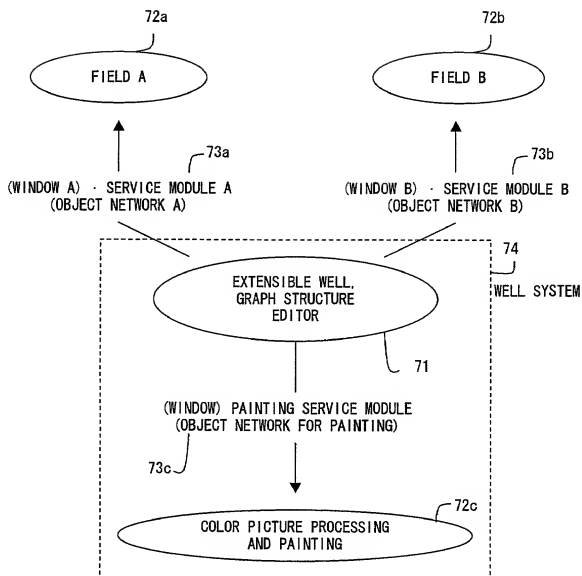 72a
72b
FIELD A
FIELD B
73a
73b
(WINDOW A) · SERVICE MODULE A
(OBJECT NETWORK A)
(WINDOW B) · SERVICE MODULE B
(OBJECT NETWORK B)
74
WELL SYSTEM
EXTENSIBLE WELL,
GRAPH STRUCTURE
EDITOR
71
(WINDOW) PAINTING SERVICE MODULE
(OBJECT NETWORK FOR PAINTING)
73c
72c
COLOR PICTURE PROCESSING
AND PAINTING